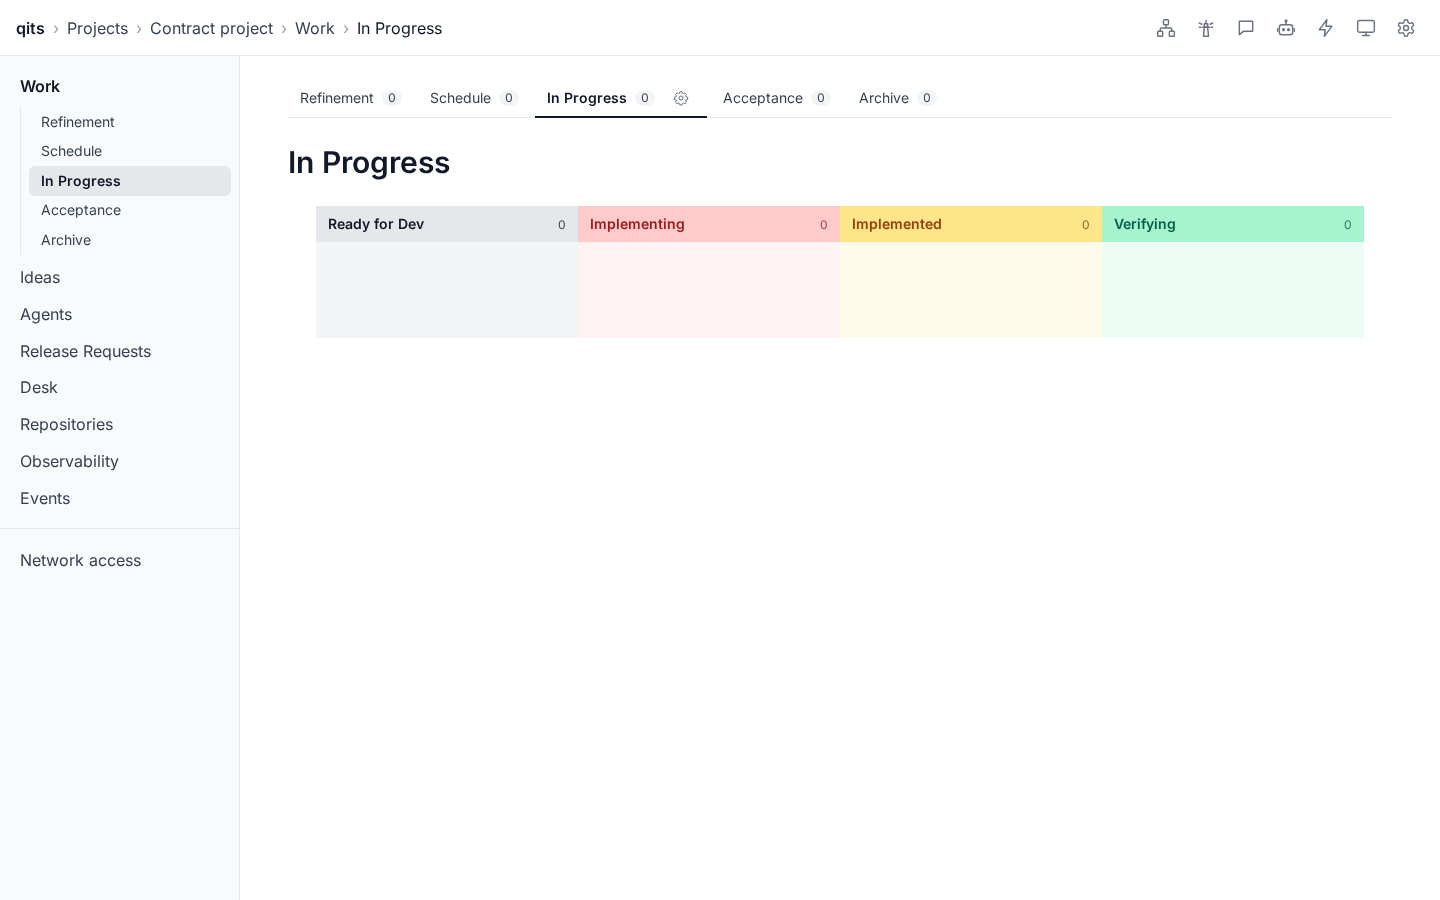 qits › Projects › Contract project › Work › In Progress
Work
Refinement
Schedule
In Progress
Acceptance
Archive
Ideas
Agents
Release Requests
Desk
Repositories
Observability
Events
Network access
Refinement 0 Schedule 0 In Progress 0 Acceptance 0 Archive 0
In Progress
Ready for Dev 0 Implementing 0 Implemented 0 Verifying 0